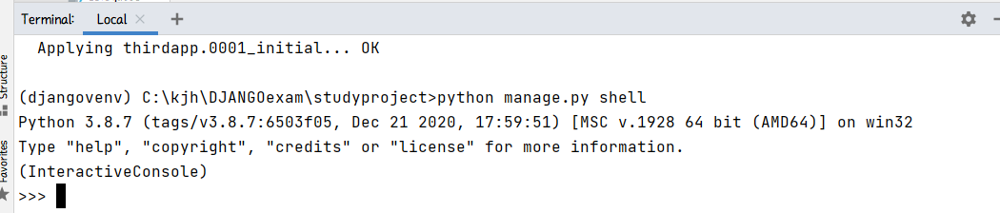 Terminal: Local
Applying thirdapp.0001_initial... OK
(djangovenv) C:\kjh\DJANGOexam\studyproject>python manage.py shell
Python 3.8.7 (tags/v3.8.7:6503f05, Dec 21 2020, 17:59:51) [MSC v.1928 64 bit (AMD64)] on win32
Type "help", "copyright", "credits" or "license" for more information.
(InteractiveConsole)
>>>
Structure
Favorites